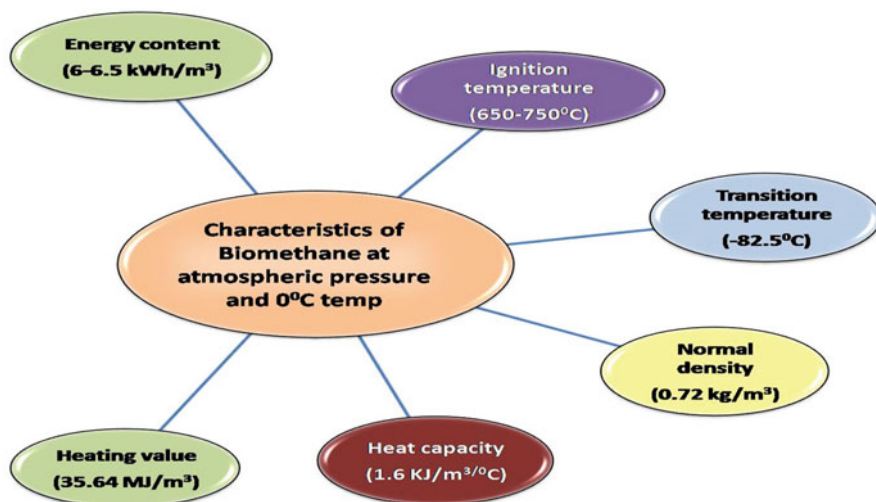 Energy content
(6-6.5 kWh/m³)
Ignition
temperature
(650-750⁰C)
Transition
temperature
(-82.5⁰C)
Characteristics of
Biomethane at
atmospheric pressure
and 0⁰C temp
Normal
density
(0.72 kg/m³)
Heating value
(35.64 MJ/m³)
Heat capacity
(1.6 KJ/m³/⁰C)